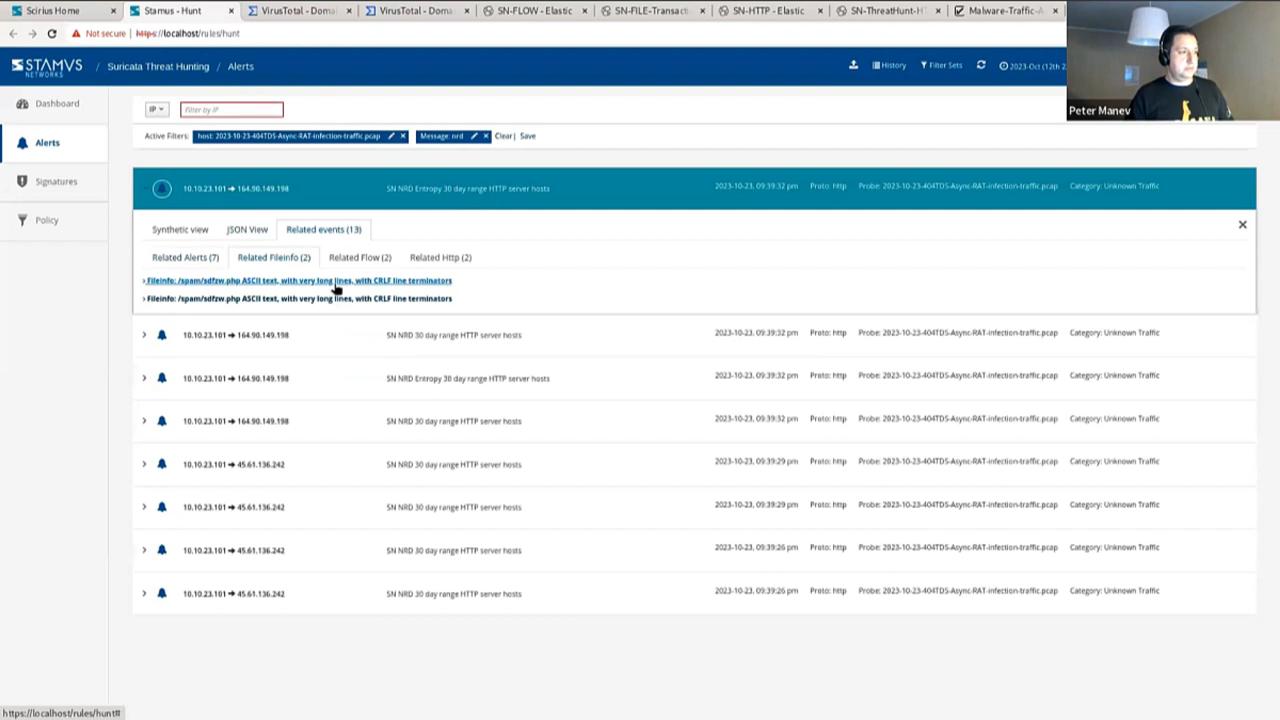 Scirius Home × Stamus - Hunt × VirusTotal - Doma × VirusTotal - Doma × SN-FLOW - Elastic × SN-FILE-Transact × SN-HTTP - Elastic × SN-ThreatHunt-H × Malware-Traffic-A ×
Not secure https://localhost/rules/hunt
STAMVS NETWORKS / Suricata Threat Hunting / Alerts History Filter Sets 2023-Oct (12th 2
Peter Manev
Dashboard
Alerts
Signatures
Policy
IP Filter by IP
Active Filters: host: 2023-10-23-404TDS-Async-RAT-infection-traffic.pcap × Message: nrd × Clear | Save
10.10.23.101 → 164.90.149.198 SN NRD Entropy 30 day range HTTP server hosts 2023-10-23, 09:39:32 pm Proto: http Probe: 2023-10-23-404TDS-Async-RAT-infection-traffic.pcap Category: Unknown Traffic
Synthetic view JSON View Related events (13) ×
Related Alerts (7) Related Fileinfo (2) Related Flow (2) Related Http (2)
› Fileinfo: /spam/sdfzw.php ASCII text, with very long lines, with CRLF line terminators
› Fileinfo: /spam/sdfzw.php ASCII text, with very long lines, with CRLF line terminators
10.10.23.101 → 164.90.149.198 SN NRD 30 day range HTTP server hosts 2023-10-23, 09:39:32 pm Proto: http Probe: 2023-10-23-404TDS-Async-RAT-infection-traffic.pcap Category: Unknown Traffic
10.10.23.101 → 164.90.149.198 SN NRD Entropy 30 day range HTTP server hosts 2023-10-23, 09:39:32 pm Proto: http Probe: 2023-10-23-404TDS-Async-RAT-infection-traffic.pcap Category: Unknown Traffic
10.10.23.101 → 164.90.149.198 SN NRD 30 day range HTTP server hosts 2023-10-23, 09:39:32 pm Proto: http Probe: 2023-10-23-404TDS-Async-RAT-infection-traffic.pcap Category: Unknown Traffic
10.10.23.101 → 45.61.136.242 SN NRD 30 day range HTTP server hosts 2023-10-23, 09:39:29 pm Proto: http Probe: 2023-10-23-404TDS-Async-RAT-infection-traffic.pcap Category: Unknown Traffic
10.10.23.101 → 45.61.136.242 SN NRD 30 day range HTTP server hosts 2023-10-23, 09:39:29 pm Proto: http Probe: 2023-10-23-404TDS-Async-RAT-infection-traffic.pcap Category: Unknown Traffic
10.10.23.101 → 45.61.136.242 SN NRD 30 day range HTTP server hosts 2023-10-23, 09:39:26 pm Proto: http Probe: 2023-10-23-404TDS-Async-RAT-infection-traffic.pcap Category: Unknown Traffic
10.10.23.101 → 45.61.136.242 SN NRD 30 day range HTTP server hosts 2023-10-23, 09:39:26 pm Proto: http Probe: 2023-10-23-404TDS-Async-RAT-infection-traffic.pcap Category: Unknown Traffic
https://localhost/rules/hunt#